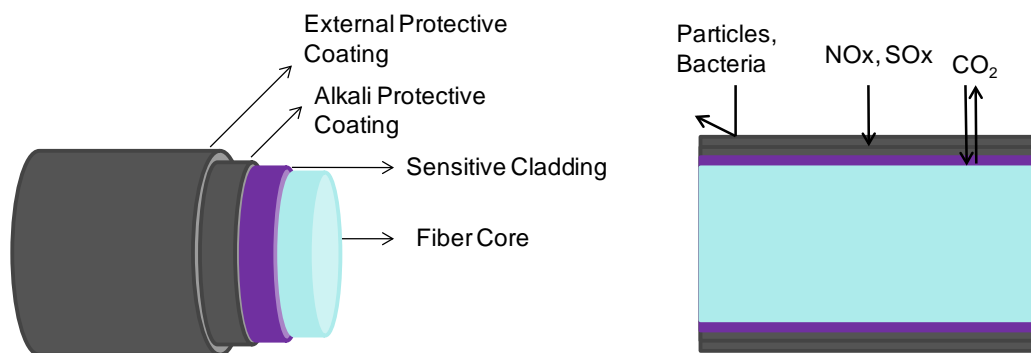 External Protective
Coating
Alkali Protective
Coating
Sensitive Cladding
Fiber Core
Particles,
Bacteria
NOx, SOx
CO₂